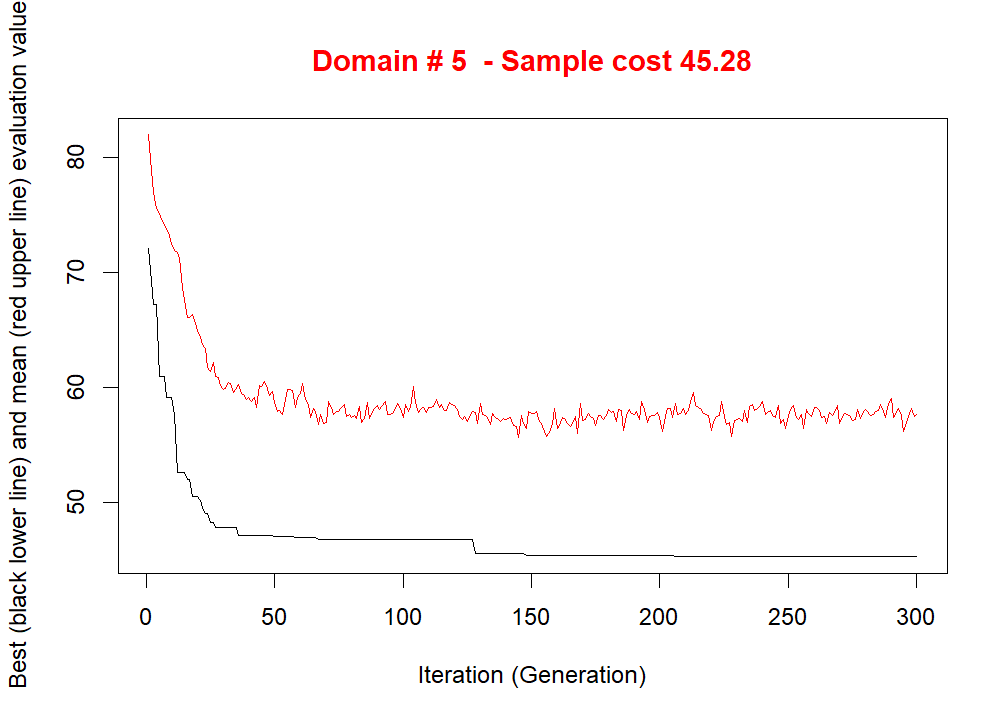 Domain # 5  - Sample cost 45.28
Best (black lower line) and mean (red upper line) evaluation value
80
70
60
50
0 50 100 150 200 250 300
Iteration (Generation)